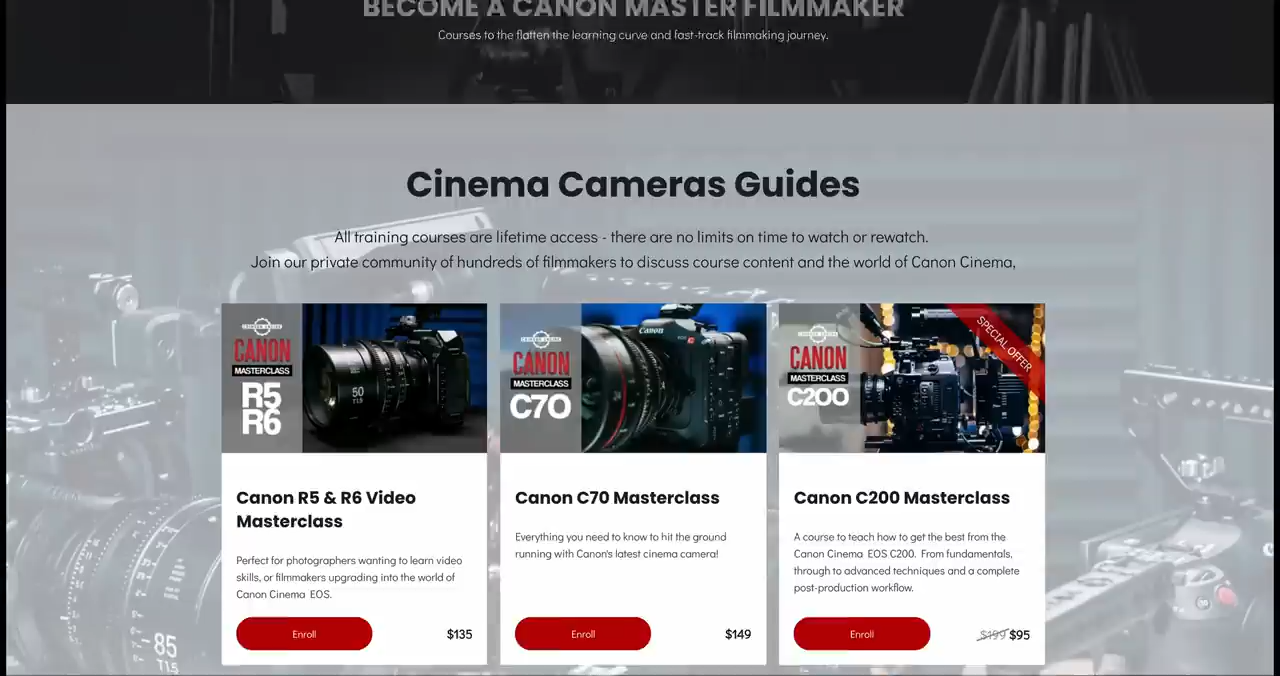 BECOME A CANON MASTER FILMMAKER
Courses to the flatten the learning curve and fast-track filmmaking journey.
Cinema Cameras Guides
All training courses are lifetime access - there are no limits on time to watch or rewatch.
Join our private community of hundreds of filmmakers to discuss course content and the world of Canon Cinema,
CANON
MASTERCLASS
R5
R6
Canon R5 & R6 Video
Masterclass
Perfect for photographers wanting to learn video
skills, or filmmakers upgrading into the world of
Canon Cinema EOS.
Enroll
$135
CANON
MASTERCLASS
C70
Canon
Canon C70 Masterclass
Everything you need to know to hit the ground
running with Canon's latest cinema camera!
Enroll
$149
CANON
MASTERCLASS
C200
SPECIAL OFFER
Canon C200 Masterclass
A course to teach how to get the best from the
Canon Cinema EOS C200. From fundamentals,
through to advanced techniques and a complete
post-production workflow.
Enroll
$199 $95
50
T1.5
85
T1.5